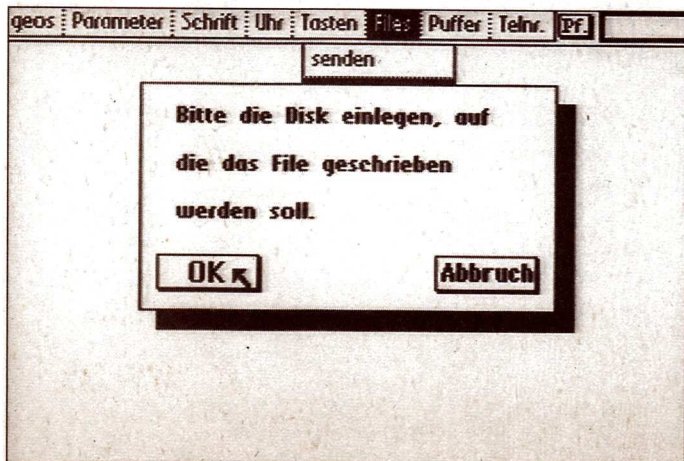 geos Parameter Schrift Uhr Tasten Files Puffer Telnr. Pf.
senden
Bitte die Disk einlegen, auf
die das File geschrieben
werden soll.
OK Abbruch